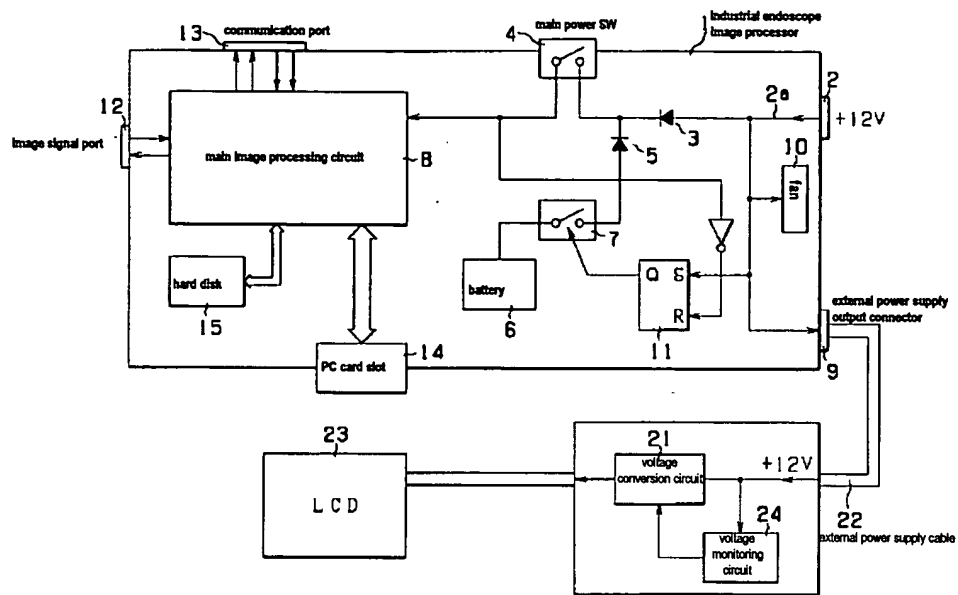 13
communication port
main power SW
4
1
Industrial endoscope
image processor
12
Image signal port
main image processing circuit
8
3
5
2a
2
+12V
10
fan
7
hard disk
15
battery
6
Q S
R
11
external power supply
output connector
9
PC card slot
14
23
LCD
21
voltage
conversion circuit
+12V
22
external power supply cable
24
voltage
monitoring
circuit